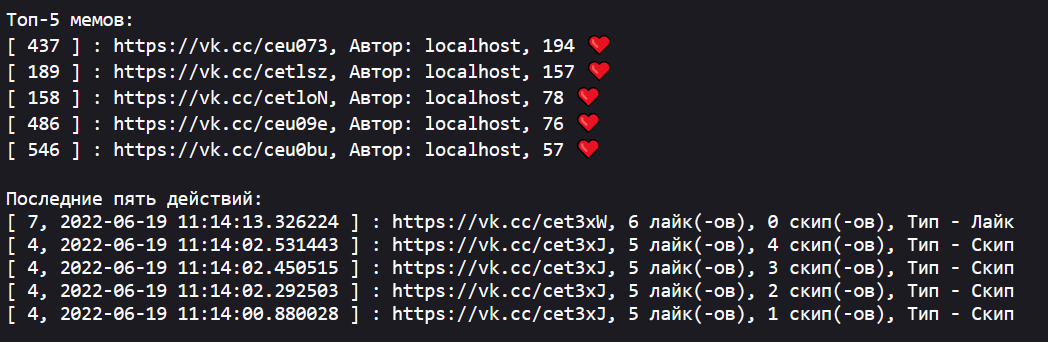 Топ-5 мемов:
[ 437 ] : https://vk.cc/ceu073, Автор: localhost, 194 ❤
[ 189 ] : https://vk.cc/cetlsz, Автор: localhost, 157 ❤
[ 158 ] : https://vk.cc/cetloN, Автор: localhost, 78 ❤
[ 486 ] : https://vk.cc/ceu09e, Автор: localhost, 76 ❤
[ 546 ] : https://vk.cc/ceu0bu, Автор: localhost, 57 ❤
Последние пять действий:
[ 7, 2022-06-19 11:14:13.326224 ] : https://vk.cc/cet3xW, 6 лайк(-ов), 0 скип(-ов), Тип - Лайк
[ 4, 2022-06-19 11:14:02.531443 ] : https://vk.cc/cet3xJ, 5 лайк(-ов), 4 скип(-ов), Тип - Скип
[ 4, 2022-06-19 11:14:02.450515 ] : https://vk.cc/cet3xJ, 5 лайк(-ов), 3 скип(-ов), Тип - Скип
[ 4, 2022-06-19 11:14:02.292503 ] : https://vk.cc/cet3xJ, 5 лайк(-ов), 2 скип(-ов), Тип - Скип
[ 4, 2022-06-19 11:14:00.880028 ] : https://vk.cc/cet3xJ, 5 лайк(-ов), 1 скип(-ов), Тип - Скип